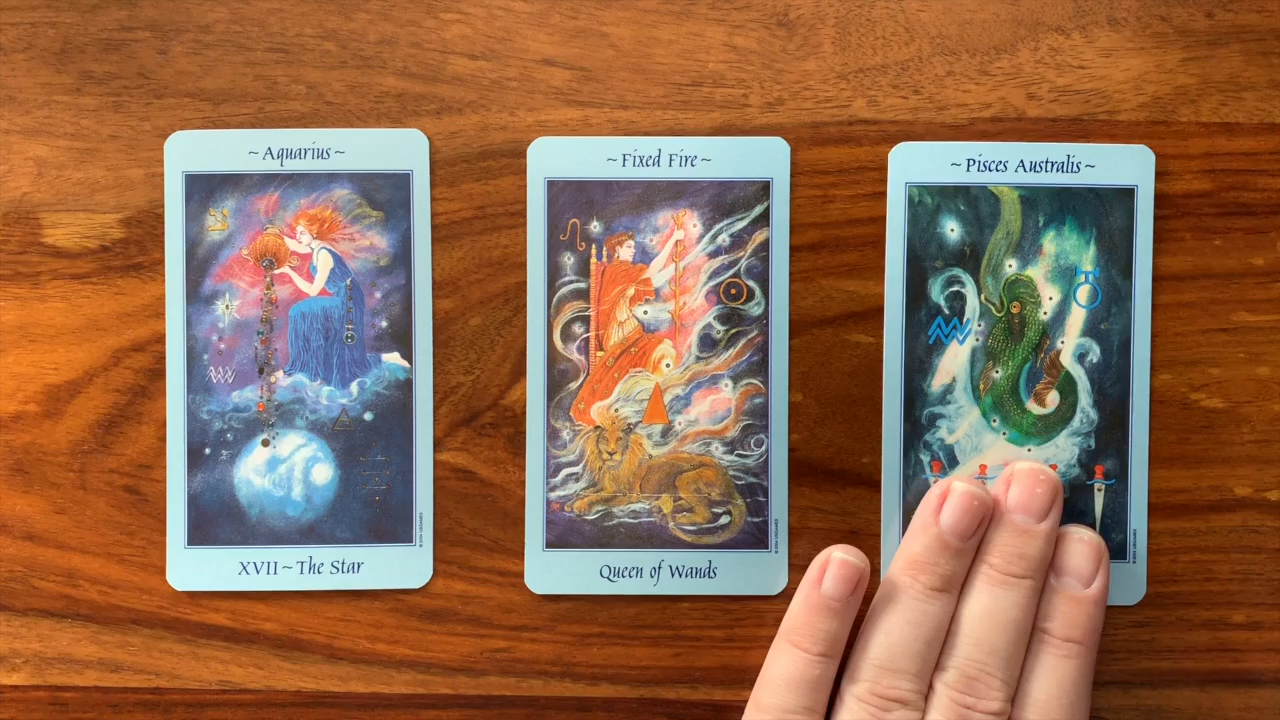 ~Aquarius~
XVII~The Star
~Fixed Fire~
Queen of Wands
~Pisces Australis~